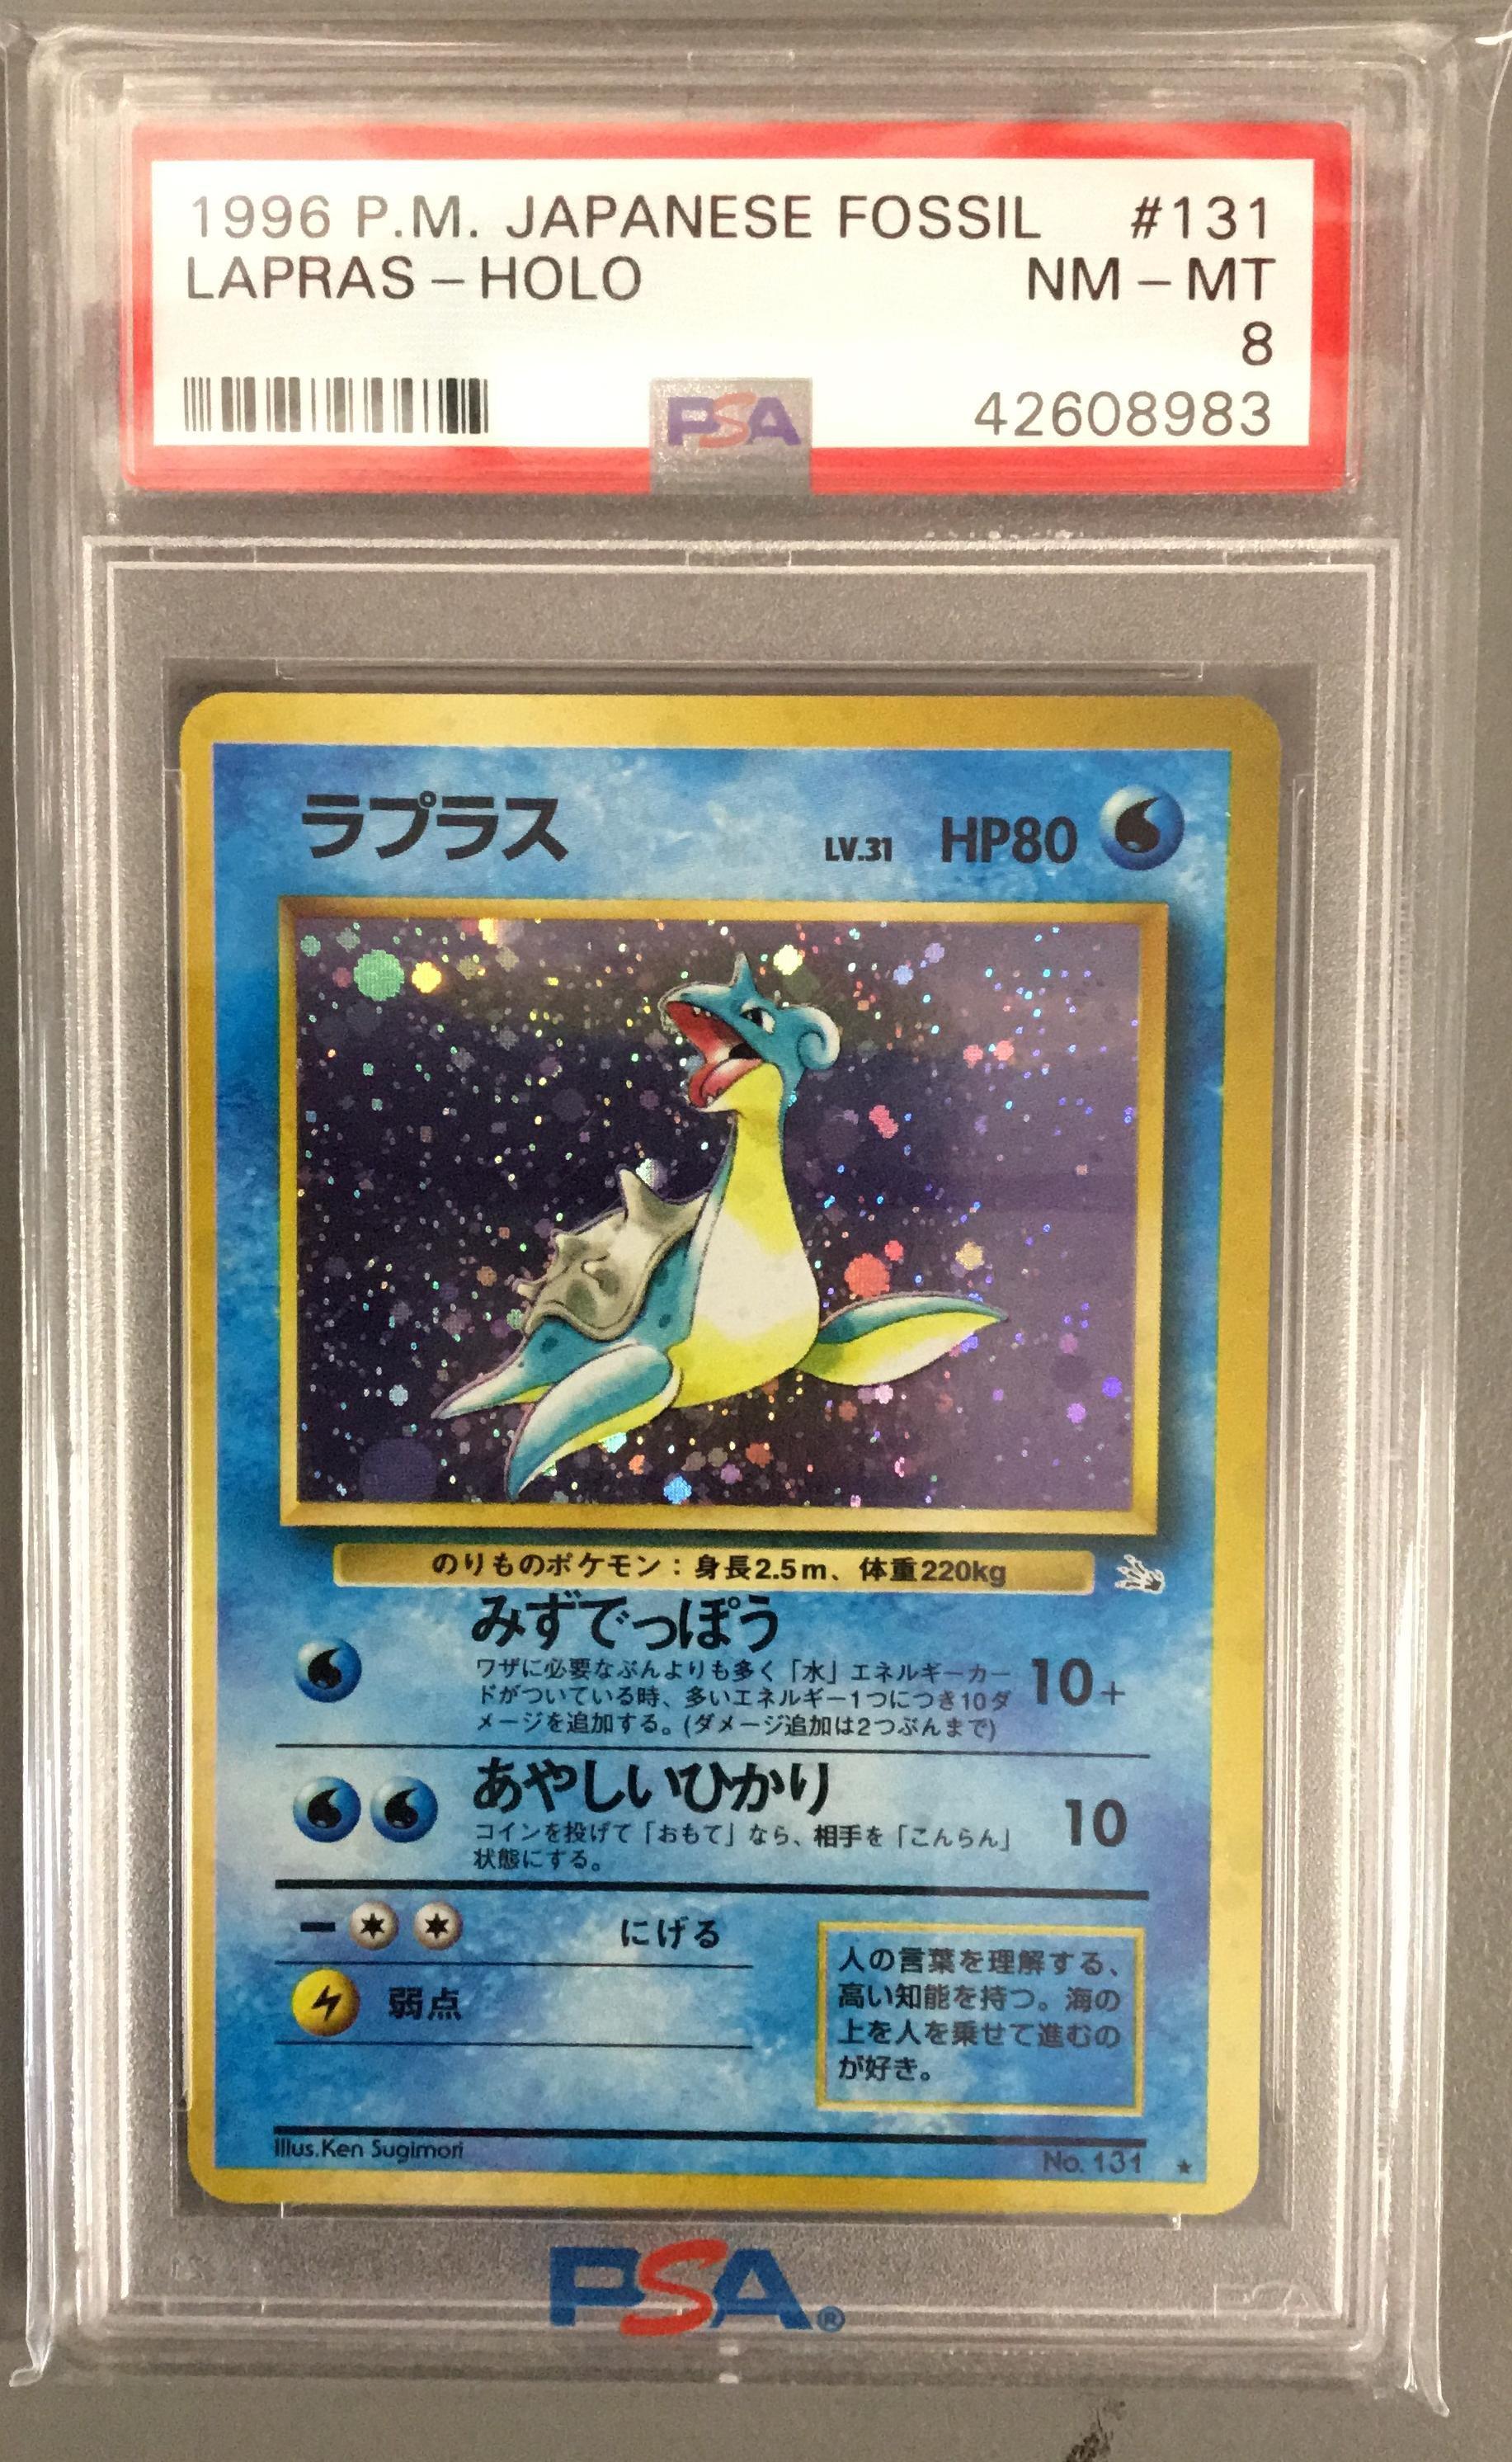 1996 P.M. JAPANESE FOSSIL #131
LAPRAS – HOLO NM – MT
8
PSA 42608983
ラプラス LV.31 HP80
のりものポケモン：身長2.5m、体重220kg
みずでっぽう
ワザに必要なぶんよりも多く「水」エネルギーカー
ドがついている時、多いエネルギー1つにつき10ダ
メージを追加する。(ダメージ追加は2つぶんまで)
10+
あやしいひかり
コインを投げて「おもて」なら、相手を「こんらん」
状態にする。
10
にげる
弱点
人の言葉を理解する、
高い知能を持つ。海の
上を人を乗せて進むの
が好き。
Illus.Ken Sugimori No. 131
PSA®
PSA